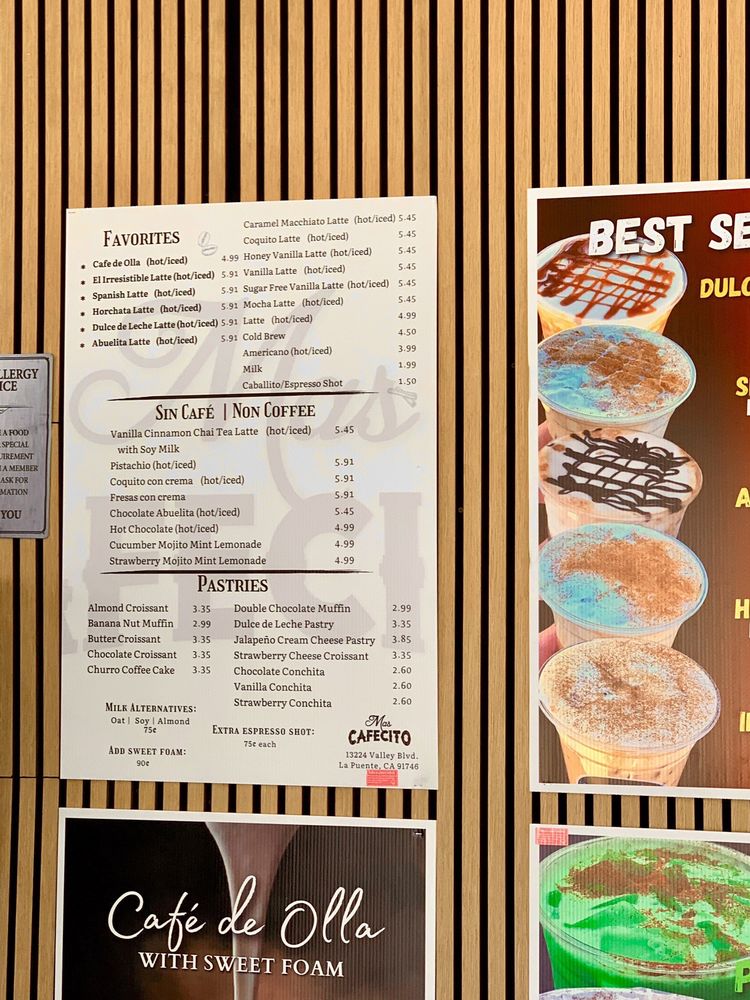 FAVORITES
* Cafe de Olla (hot/iced) 4.99
* El Irresistible Latte (hot/iced) 5.91
* Spanish Latte (hot/iced) 5.91
* Horchata Latte (hot/iced) 5.91
* Dulce de Leche Latte (hot/iced) 5.91
* Abuelita Latte (hot/iced) 5.91
Caramel Macchiato Latte (hot/iced) 5.45
Coquito Latte (hot/iced) 5.45
Honey Vanilla Latte (hot/iced) 5.45
Vanilla Latte (hot/iced) 5.45
Sugar Free Vanilla Latte (hot/iced) 5.45
Mocha Latte (hot/iced) 5.45
Latte (hot/iced) 4.99
Cold Brew 4.50
Americano (hot/iced) 3.99
Milk 1.99
Caballito/Espresso Shot 1.50
SIN CAFÉ | NON COFFEE
Vanilla Cinnamon Chai Tea Latte (hot/iced) 5.45
with Soy Milk
Pistachio (hot/iced) 5.91
Coquito con crema (hot/iced) 5.91
Fresas con crema 5.91
Chocolate Abuelita (hot/iced) 5.45
Hot Chocolate (hot/iced) 4.99
Cucumber Mojito Mint Lemonade 4.99
Strawberry Mojito Mint Lemonade 4.99
PASTRIES
Almond Croissant 3.35
Banana Nut Muffin 2.99
Butter Croissant 3.35
Chocolate Croissant 3.35
Churro Coffee Cake 3.35
Double Chocolate Muffin 2.99
Dulce de Leche Pastry 3.35
Jalapeño Cream Cheese Pastry 3.85
Strawberry Cheese Croissant 3.35
Chocolate Conchita 2.60
Vanilla Conchita 2.60
Strawberry Conchita 2.60
MILK ALTERNATIVES:
Oat | Soy | Almond
75¢
ADD SWEET FOAM:
90¢
EXTRA ESPRESSO SHOT:
75¢ each
Mas
CAFECITO
13224 Valley Blvd.
La Puente, CA 91746
LLERGY
ICE
A FOOD
SPECIAL
UIREMENT
A MEMBER
ASK FOR
MATION
YOU
BEST SE
DULC
Café de Olla
WITH SWEET FOAM